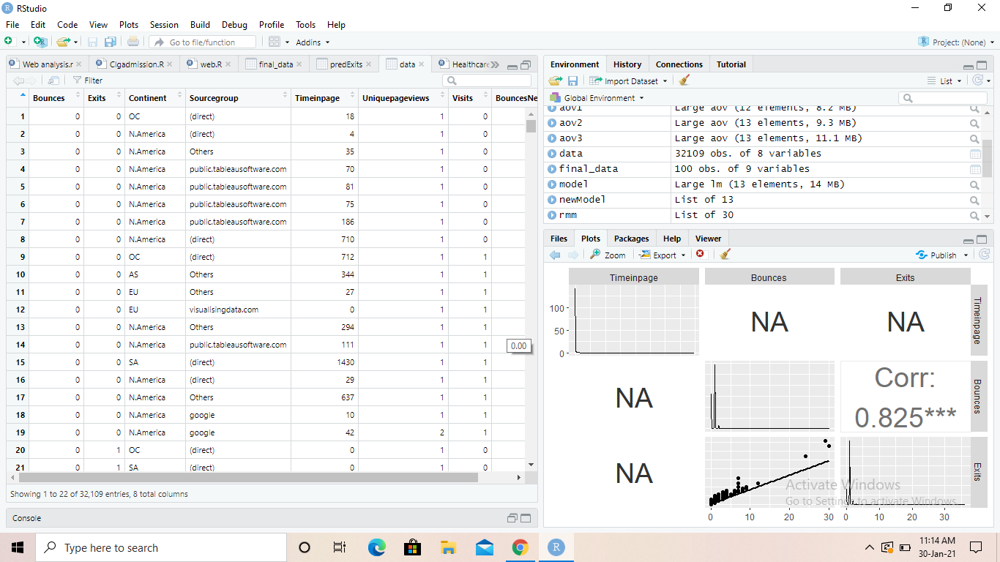 RStudio
File Edit Code View Plots Session Build Debug Profile Tools Help
Go to file/function Addins Project: (None)
Web analysis.r Cigadmission.R web.R final_data predExits data Healthcare
Filter
Bounces Exits Continent Sourcegroup Timeinpage Uniquepageviews Visits BouncesNe
1 0 0 OC (direct) 18 1 0
2 0 0 N.America (direct) 4 1 0
3 0 0 N.America Others 35 1 0
4 0 0 N.America public.tableausoftware.com 70 1 0
5 0 0 N.America public.tableausoftware.com 81 1 0
6 0 0 N.America public.tableausoftware.com 75 1 0
7 0 0 N.America public.tableausoftware.com 186 1 0
8 0 0 N.America (direct) 710 1 0
9 0 0 OC (direct) 712 1 1
10 0 0 AS Others 344 1 1
11 0 0 EU Others 27 1 1
12 0 0 EU visualisingdata.com 0 1 1
13 0 0 N.America Others 294 1 1
14 0 0 N.America public.tableausoftware.com 111 1 1
0.00
15 0 0 SA (direct) 1430 1 1
16 0 0 N.America (direct) 29 1 1
17 0 0 N.America Others 637 1 1
18 0 0 N.America google 10 1 1
19 0 0 N.America google 42 2 1
20 0 1 OC (direct) 0 1 0
21 0 1 SA (direct) 0 1 0
Showing 1 to 22 of 32,109 entries, 8 total columns
Console
Environment History Connections Tutorial
Import Dataset List
Global Environment
aov1 Large aov (12 elements, 8.2 MB)
aov2 Large aov (13 elements, 9.3 MB)
aov3 Large aov (13 elements, 11.1 MB)
data 32109 obs. of 8 variables
final_data 100 obs. of 9 variables
model Large lm (13 elements, 14 MB)
newModel List of 13
rmm List of 30
Files Plots Packages Help Viewer
Zoom Export Publish
Timeinpage Bounces Exits
100
50
0
NA NA
Timeinpage
NA
Corr:
0.825***
Bounces
NA
Exits
Activate Windows
Go to Settings to activate Windows.
0 10 20 30 0 10 20 30
Type here to search
11:14 AM
30-Jan-21